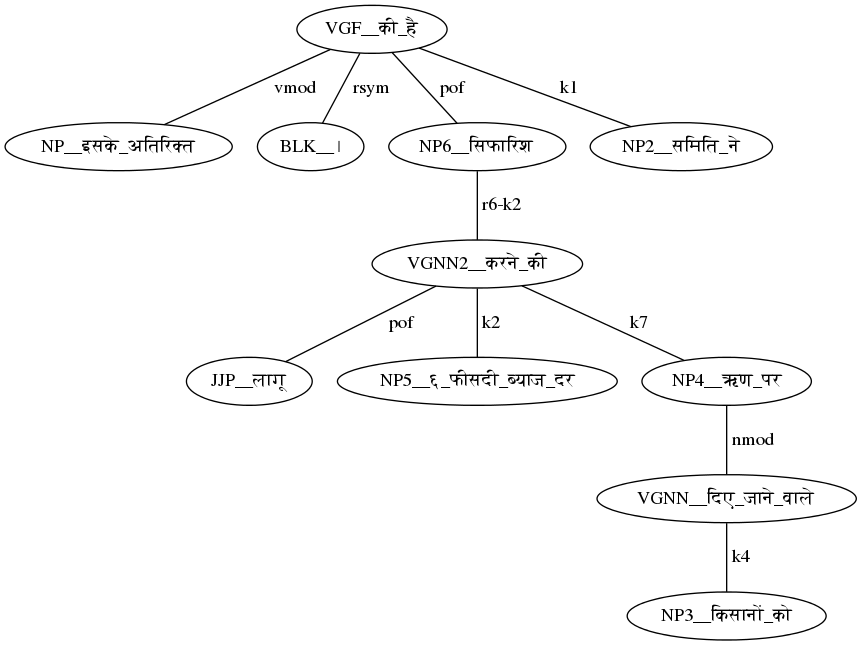 VGF__की_है
vmod rsym pof k1
NP__इसके_अतिरिक्त BLK__। NP6__सिफारिश NP2__समिति_ने
r6-k2
VGNN2__करने_की
pof k2 k7
JJP__लागू NP5__६_फीसदी_ब्याज_दर NP4__ऋण_पर
nmod
VGNN__दिए_जाने_वाले
k4
NP3__किसानों_को